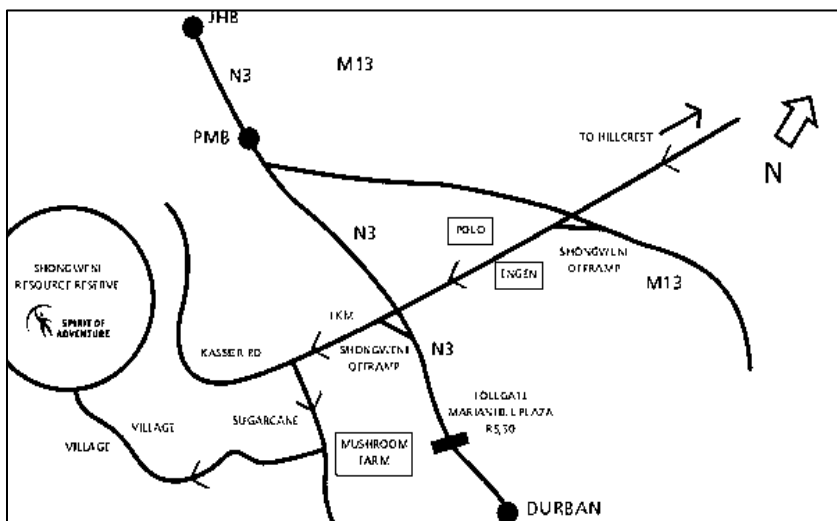 JHB
N3
M13
PMB
TO HILLCREST
N
POLO
N3
SHONGWENI
OFFRAMP
ENGEN
M13
SHONGWENI
RESOURCE RESERVE
SPIRIT OF
ADVENTURE
1KM
KASSIER RD
SHONGWENI
OFFRAMP
N3
TOLLGATE
MARIANHILL PLAZA
R5,50
SUGARCANE
VILLAGE
VILLAGE
MUSHROOM
FARM
DURBAN